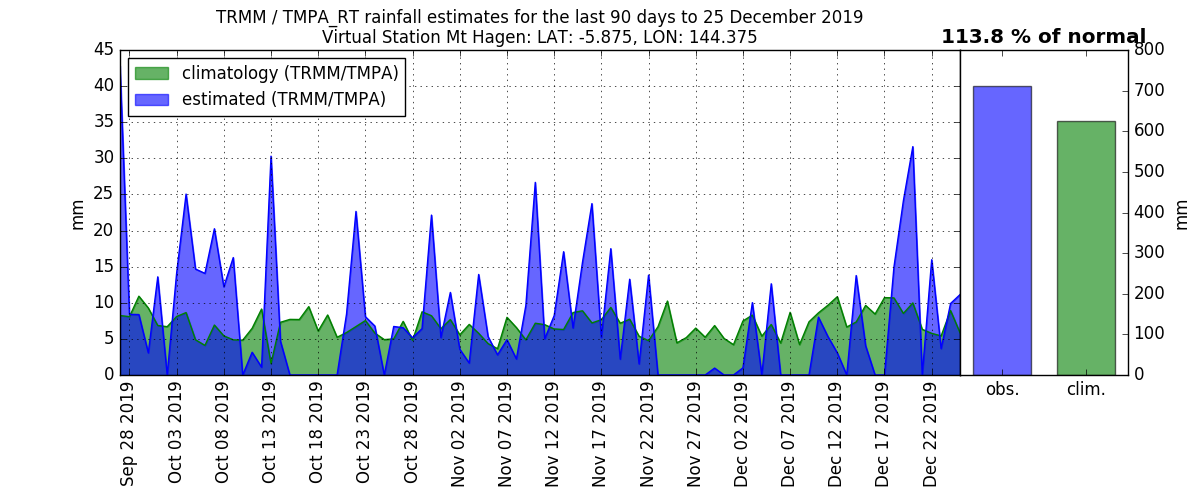 TRMM / TMPA_RT rainfall estimates for the last 90 days to 25 December 2019
Virtual Station Mt Hagen: LAT: -5.875, LON: 144.375
113.8 % of normal
climatology (TRMM/TMPA)
estimated (TRMM/TMPA)
mm
45
40
35
30
25
20
15
10
5
0
Sep 28 2019
Oct 03 2019
Oct 08 2019
Oct 13 2019
Oct 18 2019
Oct 23 2019
Oct 28 2019
Nov 02 2019
Nov 07 2019
Nov 12 2019
Nov 17 2019
Nov 22 2019
Nov 27 2019
Dec 02 2019
Dec 07 2019
Dec 12 2019
Dec 17 2019
Dec 22 2019
obs.
clim.
800
700
600
500
400
300
200
100
0
mm